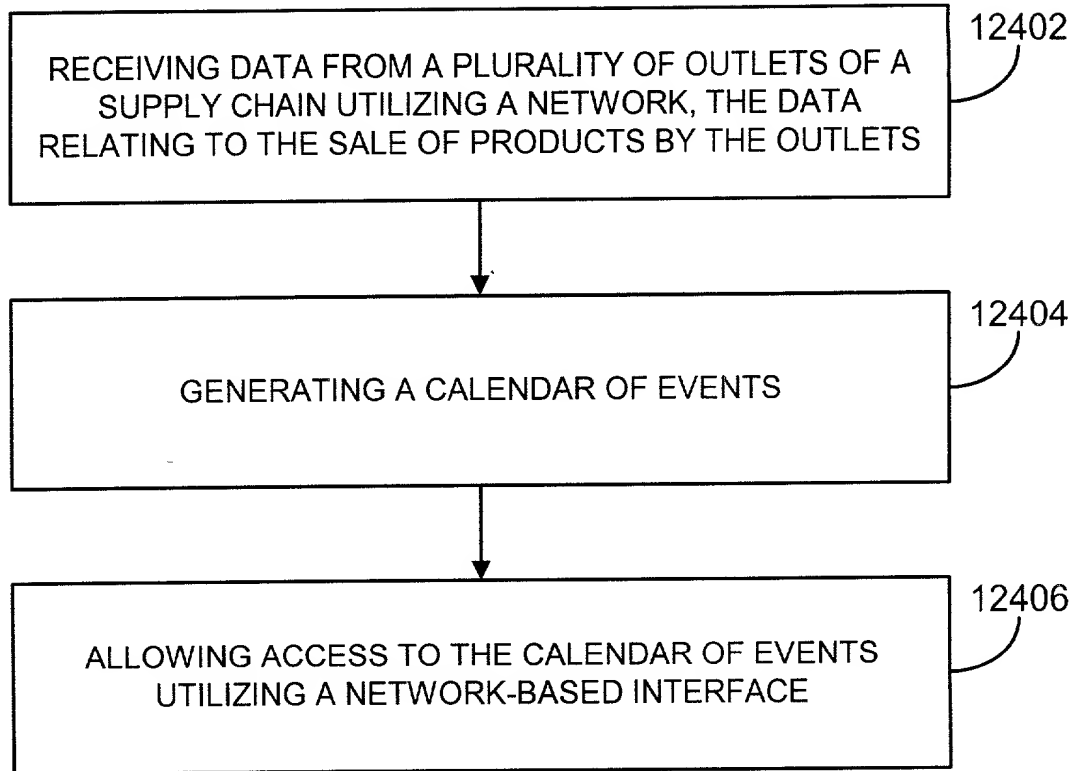 12402
RECEIVING DATA FROM A PLURALITY OF OUTLETS OF A
SUPPLY CHAIN UTILIZING A NETWORK, THE DATA
RELATING TO THE SALE OF PRODUCTS BY THE OUTLETS
12404
GENERATING A CALENDAR OF EVENTS
12406
ALLOWING ACCESS TO THE CALENDAR OF EVENTS
UTILIZING A NETWORK-BASED INTERFACE